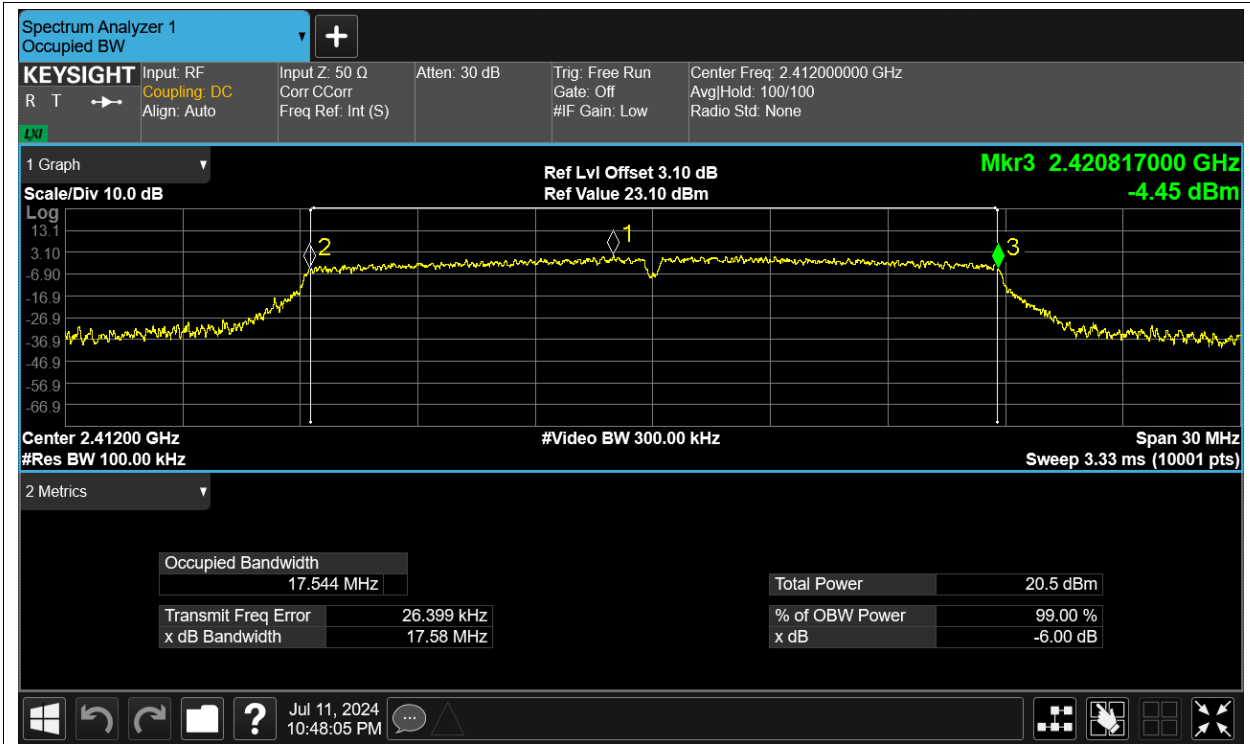 Spectrum Analyzer 1
Occupied BW
KEYSIGHT
R T
LXI
Input: RF
Coupling: DC
Align: Auto
Input Z: 50 Ω
Corr CCorr
Freq Ref: Int (S)
Atten: 30 dB
Trig: Free Run
Gate: Off
#IF Gain: Low
Center Freq: 2.412000000 GHz
Avg|Hold: 100/100
Radio Std: None
1 Graph
Scale/Div 10.0 dB
Ref Lvl Offset 3.10 dB
Ref Value 23.10 dBm
Mkr3 2.420817000 GHz
-4.45 dBm
Log
13.1
3.10
-6.90
-16.9
-26.9
-36.9
-46.9
-56.9
-66.9
2
1
3
Center 2.41200 GHz
#Res BW 100.00 kHz
#Video BW 300.00 kHz
Span 30 MHz
Sweep 3.33 ms (10001 pts)
2 Metrics
Occupied Bandwidth
17.544 MHz
Transmit Freq Error 26.399 kHz
x dB Bandwidth 17.58 MHz
Total Power 20.5 dBm
% of OBW Power 99.00 %
x dB -6.00 dB
?
Jul 11, 2024
10:48:05 PM